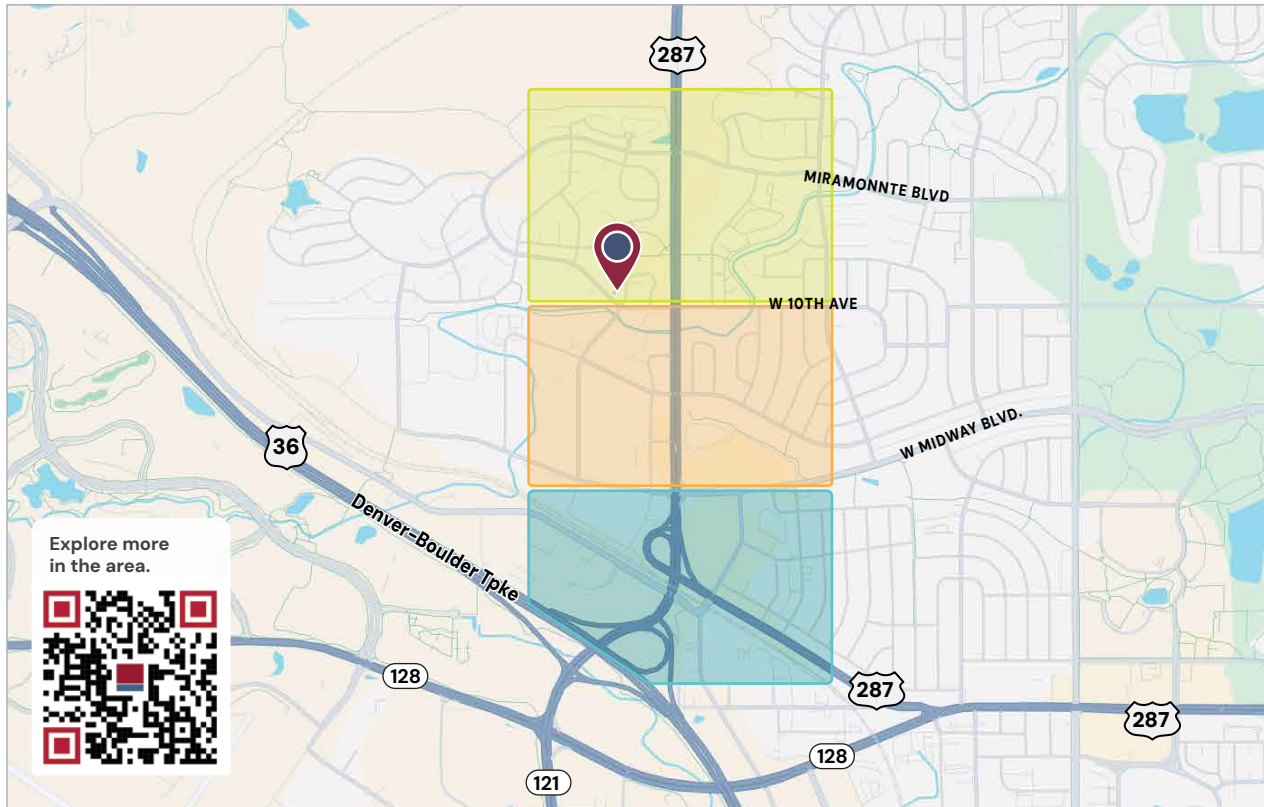 287
MIRAMONNTE BLVD
W 10TH AVE
W MIDWAY BLVD.
36
Denver-Boulder Tpke
Explore more
in the area.
128
287
287
128
121